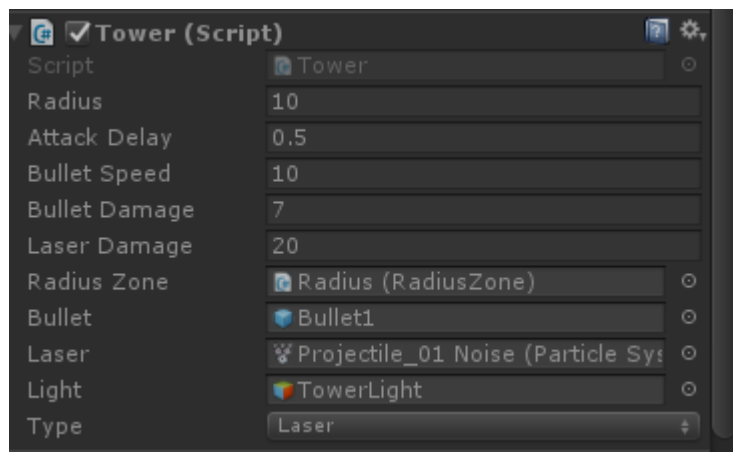 Tower (Script)
Script Tower
Radius 10
Attack Delay 0.5
Bullet Speed 10
Bullet Damage 7
Laser Damage 20
Radius Zone Radius (RadiusZone)
Bullet Bullet1
Laser Projectile_01 Noise (Particle Sys
Light TowerLight
Type Laser